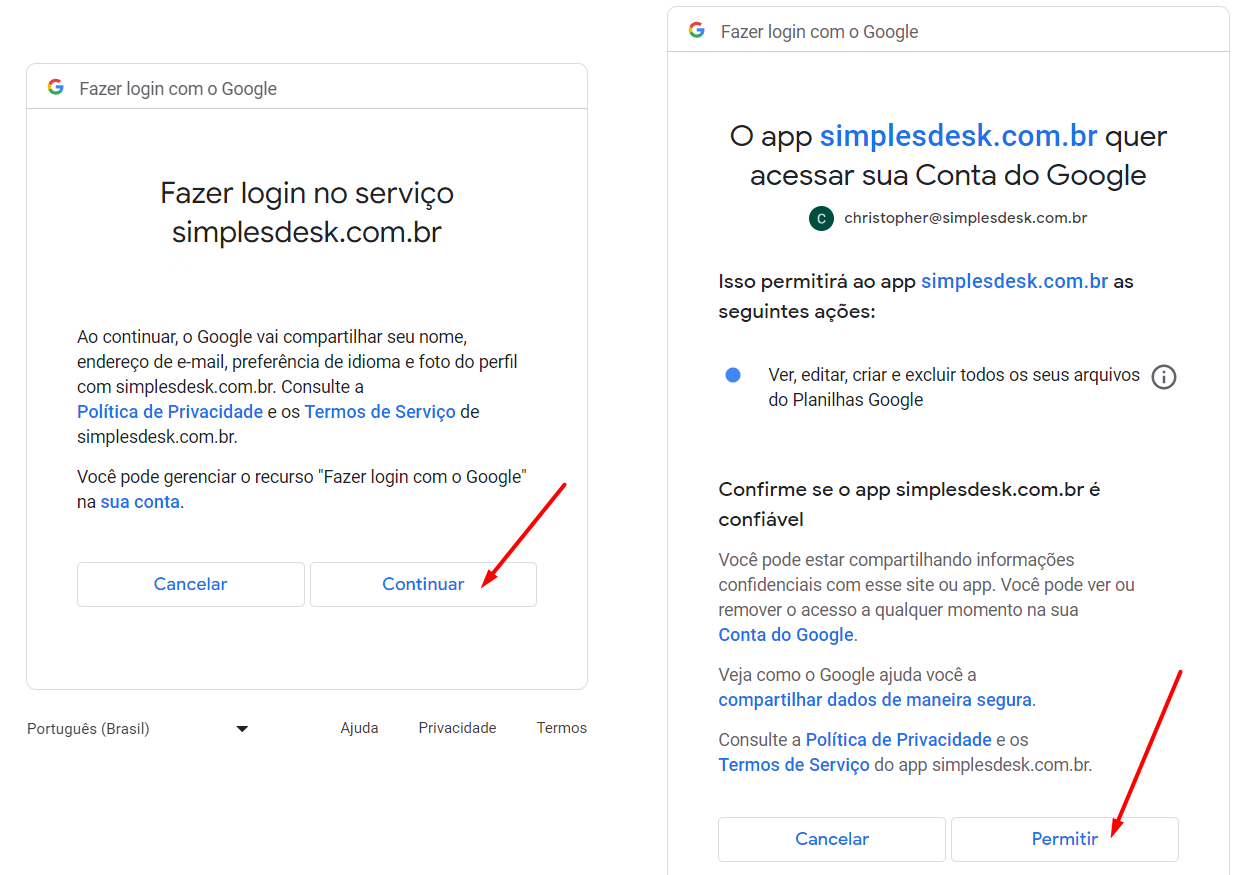 Fazer login com o Google
Fazer login no serviço
simplesdesk.com.br
Ao continuar, o Google vai compartilhar seu nome,
endereço de e-mail, preferência de idioma e foto do perfil
com simplesdesk.com.br. Consulte a
Política de Privacidade e os Termos de Serviço de
simplesdesk.com.br.
Você pode gerenciar o recurso "Fazer login com o Google"
na sua conta.
Cancelar
Continuar
Português (Brasil)
Ajuda
Privacidade
Termos
Fazer login com o Google
O app simplesdesk.com.br quer
acessar sua Conta do Google
C
christopher@simplesdesk.com.br
Isso permitirá ao app simplesdesk.com.br as
seguintes ações:
Ver, editar, criar e excluir todos os seus arquivos
do Planilhas Google
Confirme se o app simplesdesk.com.br é
confiável
Você pode estar compartilhando informações
confidenciais com esse site ou app. Você pode ver ou
remover o acesso a qualquer momento na sua
Conta do Google.
Veja como o Google ajuda você a
compartilhar dados de maneira segura.
Consulte a Política de Privacidade e os
Termos de Serviço do app simplesdesk.com.br.
Cancelar
Permitir